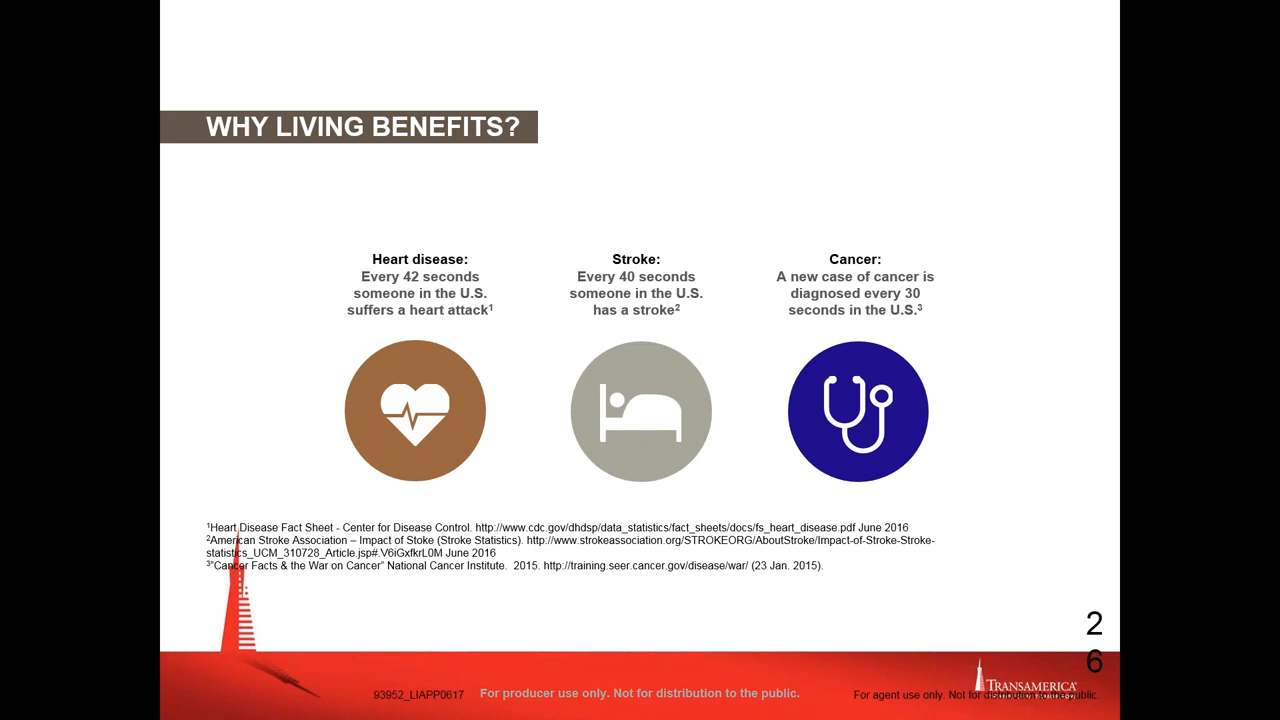 WHY LIVING BENEFITS?
Heart disease:
Every 42 seconds
someone in the U.S.
suffers a heart attack1
Stroke:
Every 40 seconds
someone in the U.S.
has a stroke2
Cancer:
A new case of cancer is
diagnosed every 30
seconds in the U.S.3
1Heart Disease Fact Sheet - Center for Disease Control. http://www.cdc.gov/dhdsp/data_statistics/fact_sheets/docs/fs_heart_disease.pdf June 2016
2American Stroke Association – Impact of Stoke (Stroke Statistics). http://www.strokeassociation.org/STROKEORG/AboutStroke/Impact-of-Stroke-Stroke-
statistics_UCM_310728_Article.jsp#.V6iGxfkrL0M June 2016
3"Cancer Facts & the War on Cancer" National Cancer Institute. 2015. http://training.seer.cancer.gov/disease/war/ (23 Jan. 2015).
2
6
TRANSAMERICA
93952_LIAPP0617
For producer use only. Not for distribution to the public.
For agent use only. Not for distribution to the public.